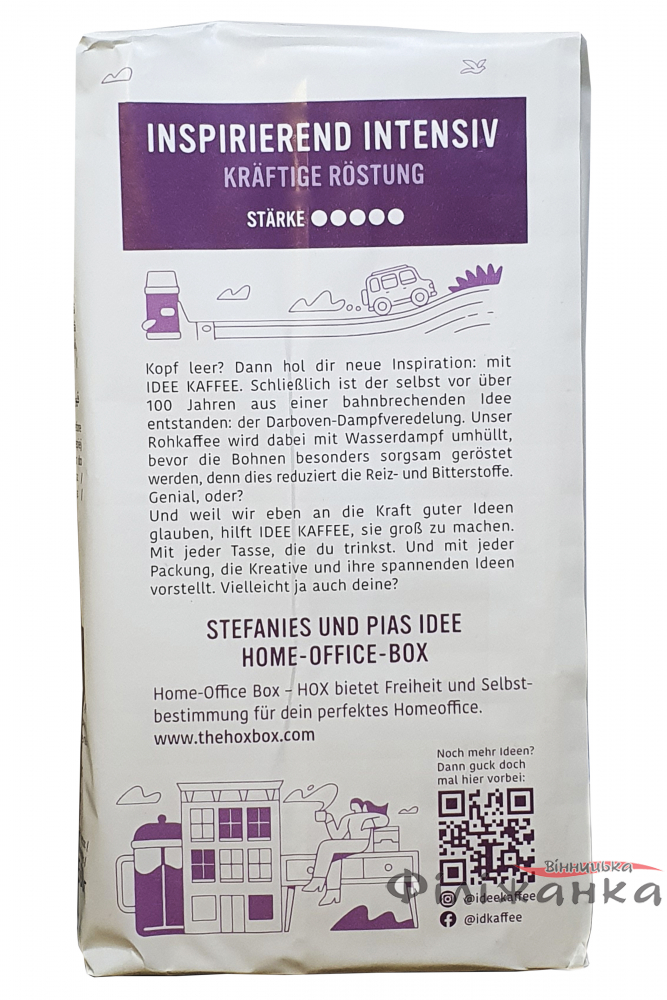 INSPIRIEREND INTENSIV
KRÄFTIGE RÖSTUNG
STÄRKE
Kopf leer? Dann hol dir neue Inspiration: mit
IDEE KAFFEE. Schließlich ist der selbst vor über
100 Jahren aus einer bahnbrechenden Idee
entstanden: der Darboven-Dampfveredelung. Unser
Rohkaffee wird dabei mit Wasserdampf umhüllt,
bevor die Bohnen besonders sorgsam geröstet
werden, denn dies reduziert die Reiz- und Bitterstoffe.
Genial, oder?
Und weil wir eben an die Kraft guter Ideen
glauben, hilft IDEE KAFFEE, sie groß zu machen.
Mit jeder Tasse, die du trinkst. Und mit jeder
Packung, die Kreative und ihre spannenden Ideen
vorstellt. Vielleicht ja auch deine?
STEFANIES UND PIAS IDEE
HOME-OFFICE-BOX
Home-Office Box – HOX bietet Freiheit und Selbst-
bestimmung für dein perfektes Homeoffice.
www.thehoxbox.com
Noch mehr Ideen?
Dann guck doch
mal hier vorbei:
Вінницька
Філіжанка
@ideekaffee
@idkaffee